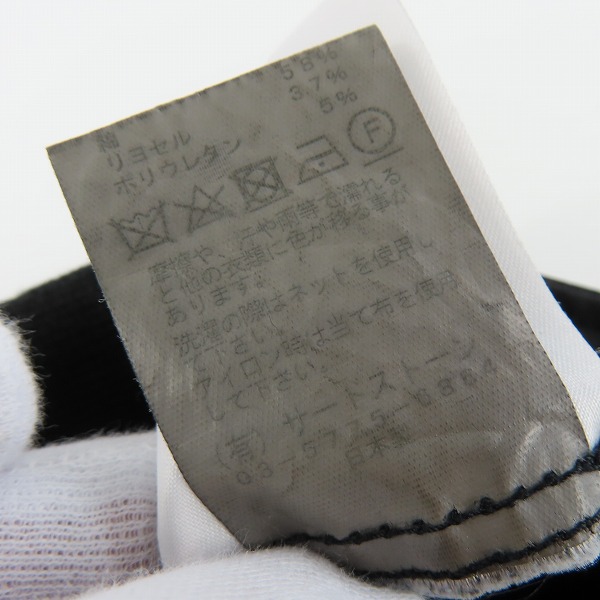 綿 58%
リヨセル 37%
ポリウレタン 5%
F
摩擦や、汗や雨等で濡れる
と他の衣類に色が移る事が
あります。
洗濯の際はネットを使用し
て下さい。
アイロン時は当て布を使用
して下さい。
(有)サードストーン
03-5775-6864
日本製